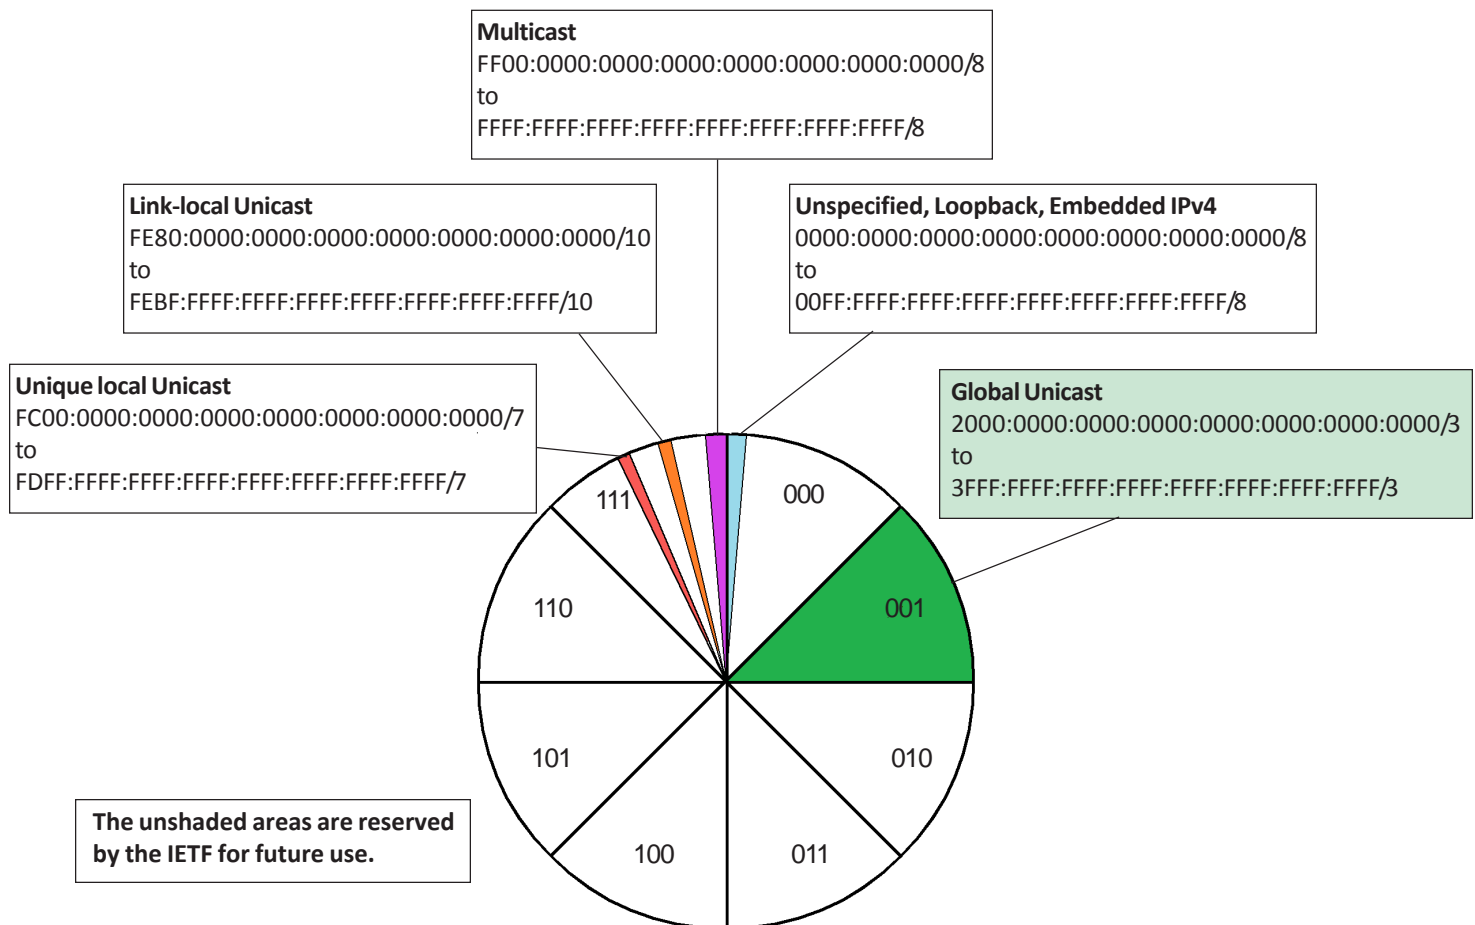 Multicast
FF00:0000:0000:0000:0000:0000:0000:0000/8
to
FFFF:FFFF:FFFF:FFFF:FFFF:FFFF:FFFF:FFFF/8
Link-local Unicast
FE80:0000:0000:0000:0000:0000:0000:0000/10
to
FEBF:FFFF:FFFF:FFFF:FFFF:FFFF:FFFF:FFFF/10
Unspecified, Loopback, Embedded IPv4
0000:0000:0000:0000:0000:0000:0000:0000/8
to
00FF:FFFF:FFFF:FFFF:FFFF:FFFF:FFFF:FFFF/8
Unique local Unicast
FC00:0000:0000:0000:0000:0000:0000:0000/7
to
FDFF:FFFF:FFFF:FFFF:FFFF:FFFF:FFFF:FFFF/7
Global Unicast
2000:0000:0000:0000:0000:0000:0000:0000/3
to
3FFF:FFFF:FFFF:FFFF:FFFF:FFFF:FFFF:FFFF/3
111
000
110
001
101
010
100
011
The unshaded areas are reserved
by the IETF for future use.